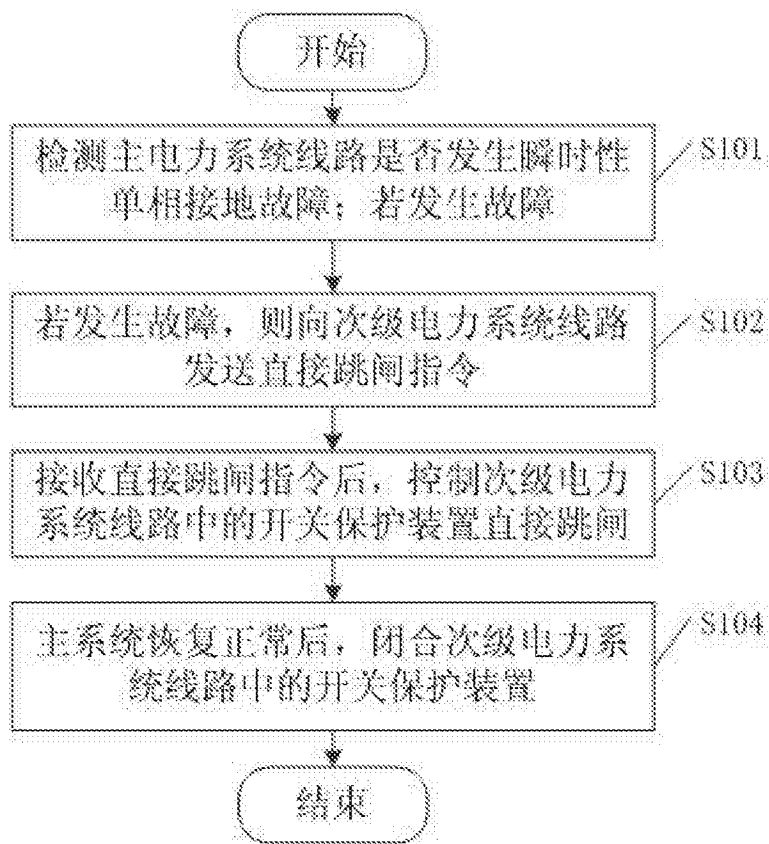 开始
检测主电力系统线路是否发生瞬时性
单相接地故障；若发生故障
S101
若发生故障，则向次级电力系统线路
发送直接跳闸指令
S102
接收直接跳闸指令后，控制次级电力
系统线路中的开关保护装置直接跳闸
S103
主系统恢复正常后，闭合次级电力系
统线路中的开关保护装置
S104
结束